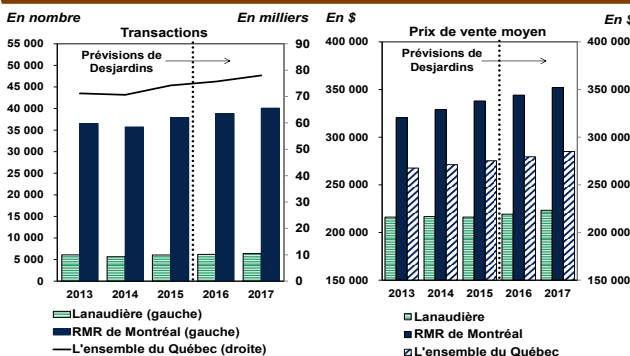 En nombre
Transactions
En milliers
55 000
50 000
45 000
40 000
35 000
30 000
25 000
20 000
15 000
10 000
5 000
0
90
80
70
60
50
40
30
20
10
0
Prévisions de
Desjardins
2013 2014 2015 2016 2017
Lanaudière (gauche)
RMR de Montréal (gauche)
L'ensemble du Québec (droite)
En $
Prix de vente moyen
En $
400 000
350 000
300 000
250 000
200 000
150 000
400 000
350 000
300 000
250 000
200 000
150 000
Prévisions de
Desjardins
2013 2014 2015 2016 2017
Lanaudière
RMR de Montréal
L'ensemble du Québec